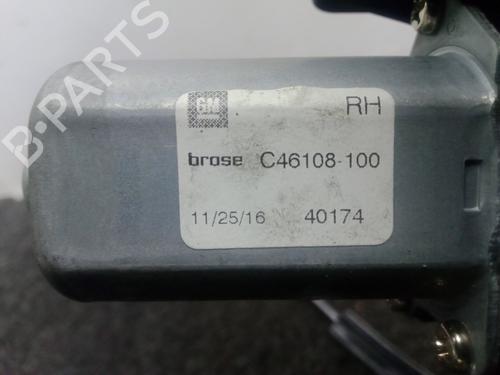 GM RH
brose C46108-100
11/25/16 40174
B-PARTS